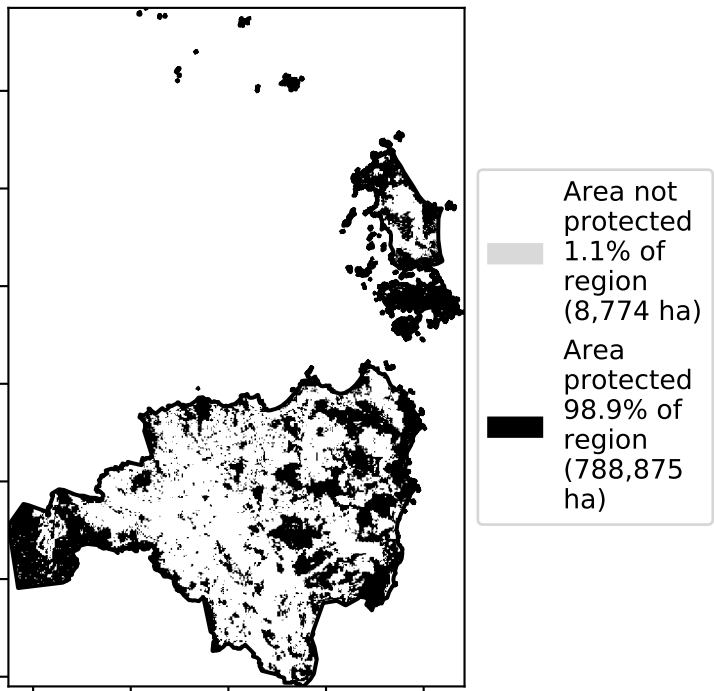 Area not
protected
1.1% of
region
(8,774 ha)
Area
protected
98.9% of
region
(788,875
ha)